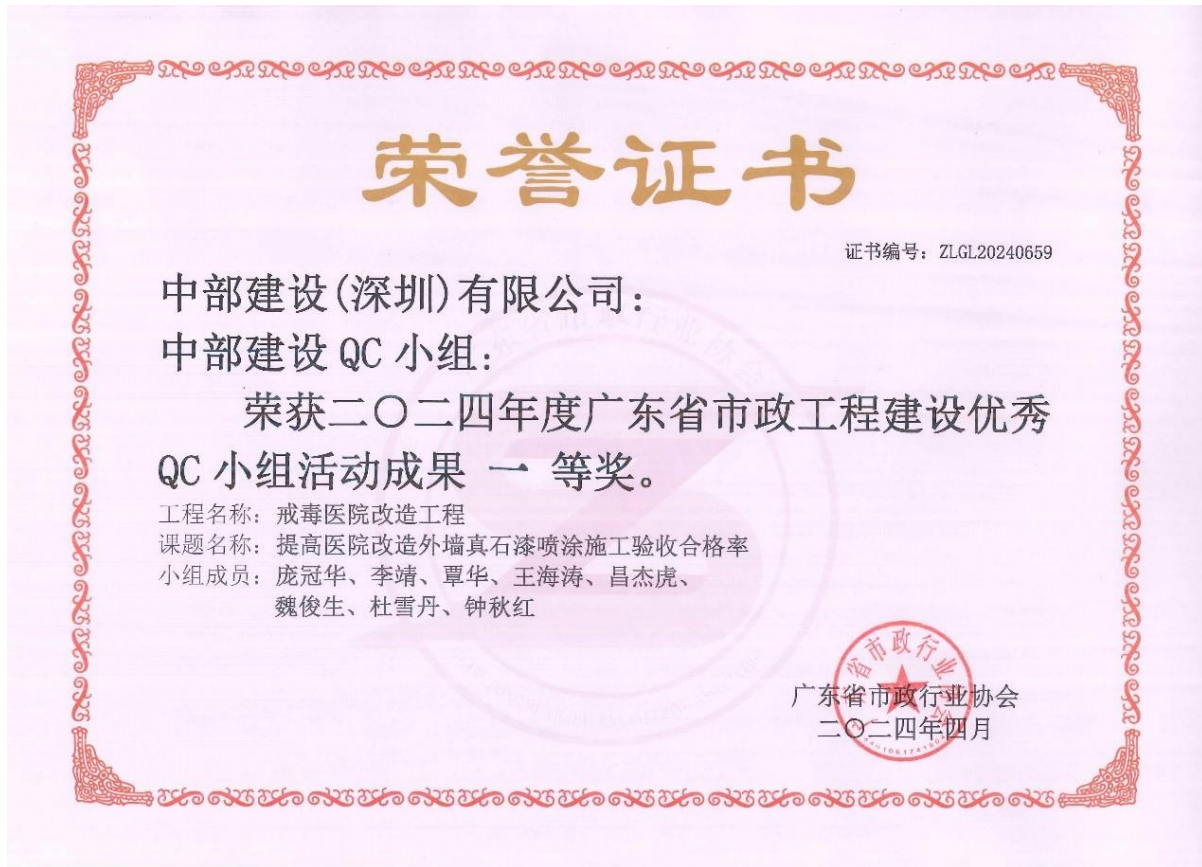 荣誉证书
证书编号：ZLGL20240659
中部建设(深圳)有限公司：
中部建设 QC 小组：
荣获二〇二四年度广东省市政工程建设优秀
QC 小组活动成果 一 等奖。
工程名称：戒毒医院改造工程
课题名称：提高医院改造外墙真石漆喷涂施工验收合格率
小组成员：庞冠华、李靖、覃华、王海涛、昌杰虎、
魏俊生、杜雪丹、钟秋红
广东省市政行业协会
二〇二四年四月